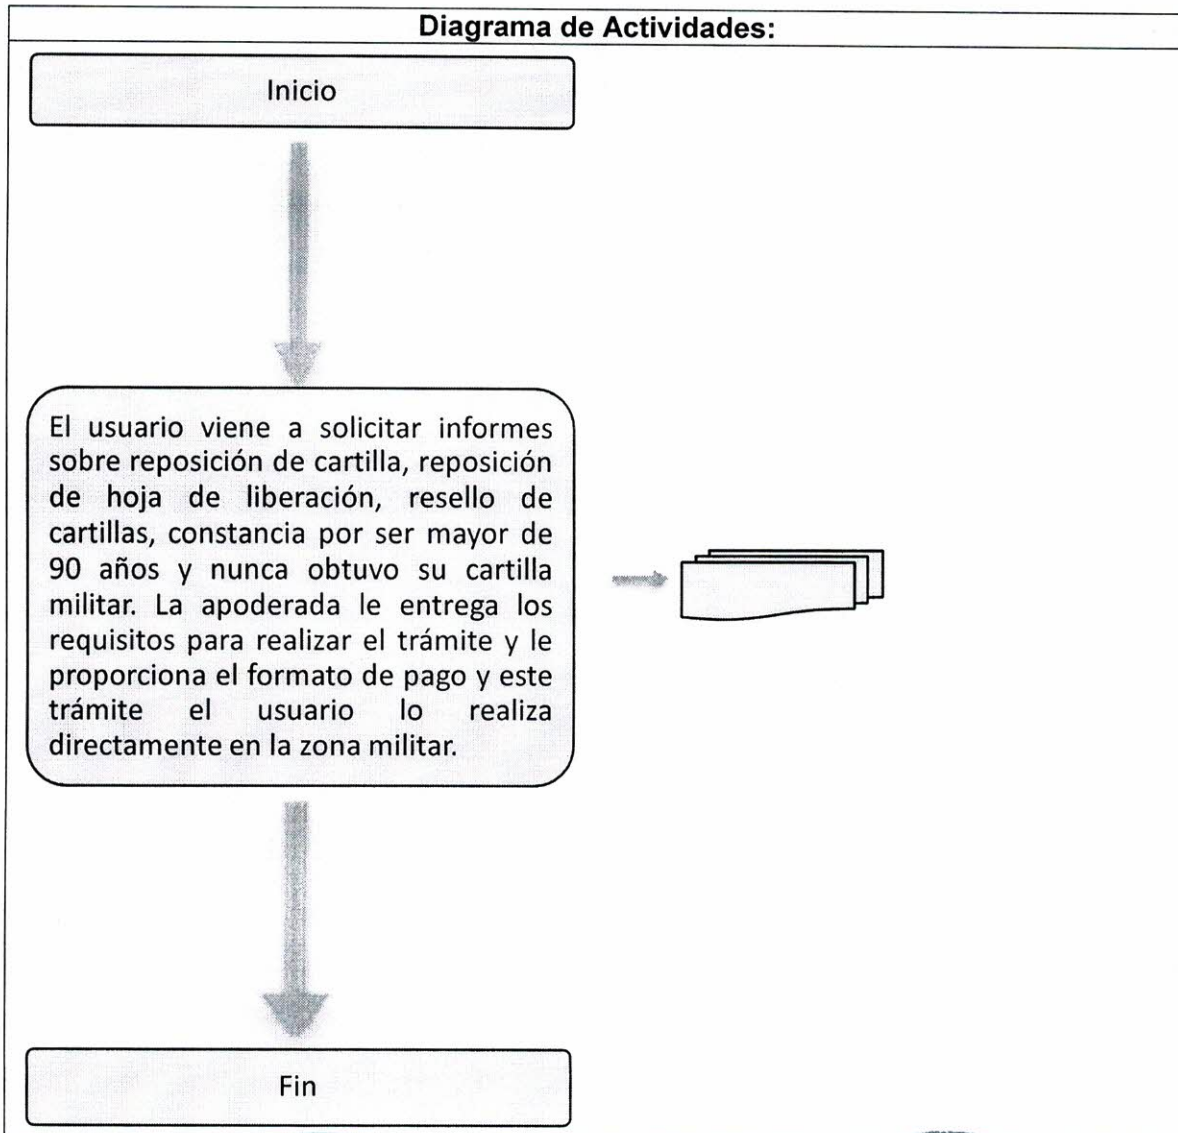 Diagrama de Actividades:
Inicio
El usuario viene a solicitar informes
sobre reposición de cartilla, reposición
de hoja de liberación, resello de
cartillas, constancia por ser mayor de
90 años y nunca obtuvo su cartilla
militar. La apoderada le entrega los
requisitos para realizar el trámite y le
proporciona el formato de pago y este
trámite el usuario lo realiza
directamente en la zona militar.
Fin